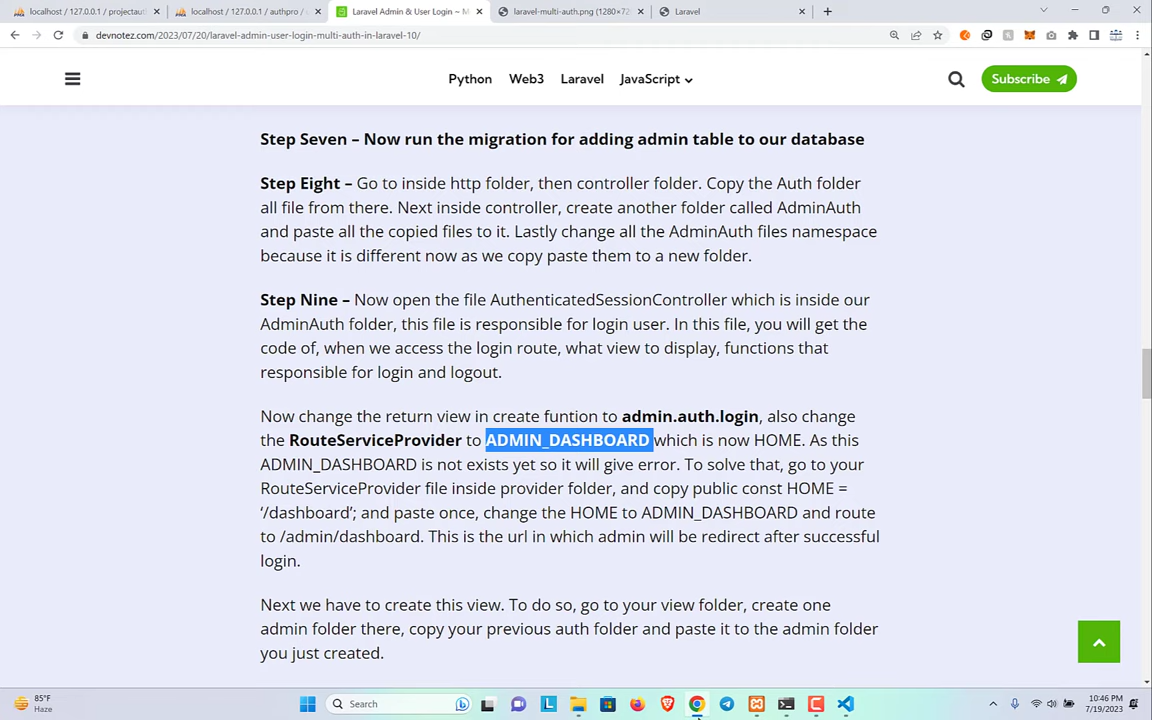 localhost / 127.0.0.1 / projectaut
localhost / 127.0.0.1 / authpro / c
Laravel Admin & User Login ~ M
laravel-multi-auth.png (1280×72
Laravel
devnotez.com/2023/07/20/laravel-admin-user-login-multi-auth-in-laravel-10/
Python Web3 Laravel JavaScript
Subscribe
Step Seven – Now run the migration for adding admin table to our database
Step Eight – Go to inside http folder, then controller folder. Copy the Auth folder
all file from there. Next inside controller, create another folder called AdminAuth
and paste all the copied files to it. Lastly change all the AdminAuth files namespace
because it is different now as we copy paste them to a new folder.
Step Nine – Now open the file AuthenticatedSessionController which is inside our
AdminAuth folder, this file is responsible for login user. In this file, you will get the
code of, when we access the login route, what view to display, functions that
responsible for login and logout.
Now change the return view in create funtion to admin.auth.login, also change
the RouteServiceProvider to ADMIN_DASHBOARD which is now HOME. As this
ADMIN_DASHBOARD is not exists yet so it will give error. To solve that, go to your
RouteServiceProvider file inside provider folder, and copy public const HOME =
‘/dashboard’; and paste once, change the HOME to ADMIN_DASHBOARD and route
to /admin/dashboard. This is the url in which admin will be redirect after successful
login.
Next we have to create this view. To do so, go to your view folder, create one
admin folder there, copy your previous auth folder and paste it to the admin folder
you just created.
85°F
Haze
Search
10:46 PM
7/19/2023